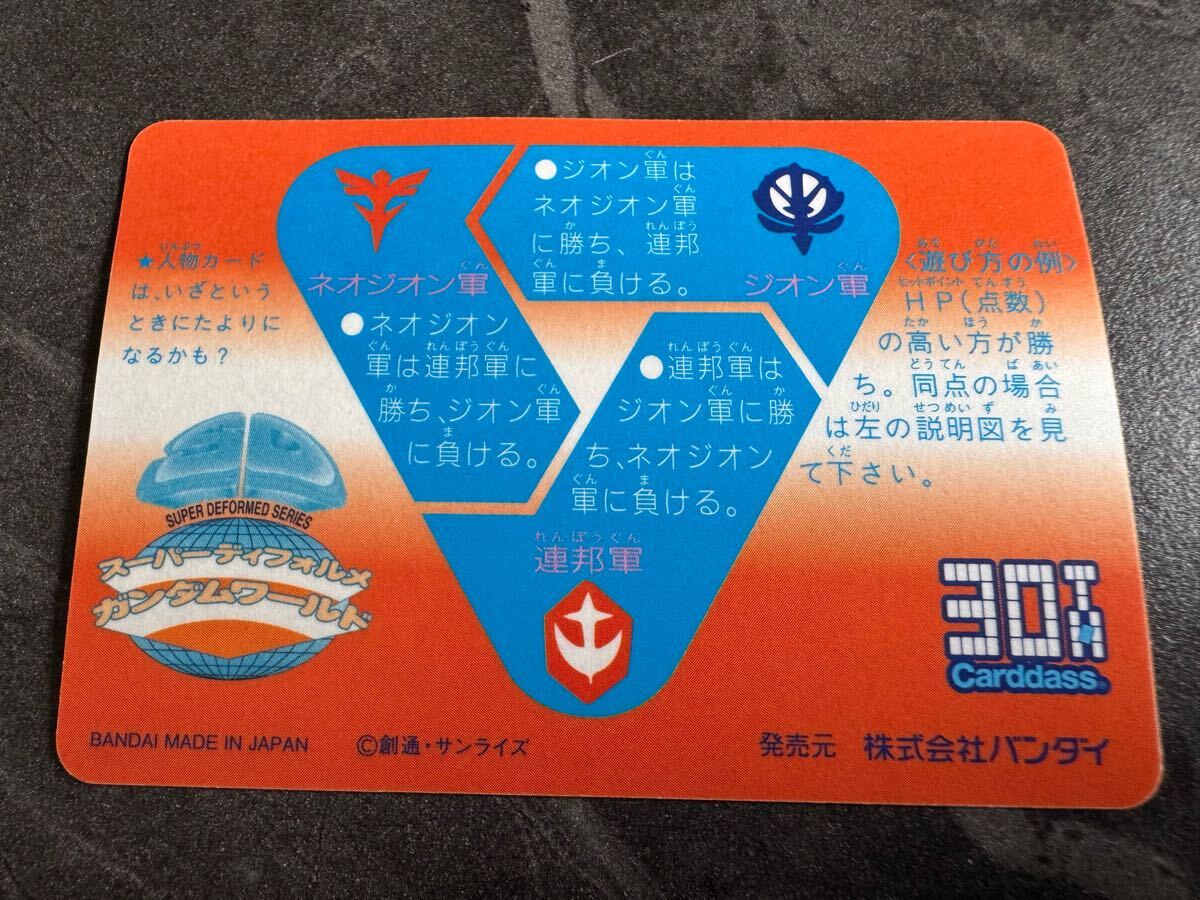 ●ジオン軍は
ネオジオン軍
に勝ち、連邦
軍に負ける。
ネオジオン軍
●ネオジオン
軍は連邦軍に
勝ち、ジオン軍
に負ける。
ジオン軍
●連邦軍は
ジオン軍に勝
ち、ネオジオン
軍に負ける。
連邦軍
★人物カード
は、いざという
ときにたよりに
なるかも？
〈遊び方の例〉
HP(点数)
の高い方が勝
ち。同点の場合
は左の説明図を見
て下さい。
SUPER DEFORMED SERIES
スーパーディフォルメ
ガンダムワールド
30th
Carddass
BANDAI MADE IN JAPAN
©創通・サンライズ
発売元 株式会社バンダイ